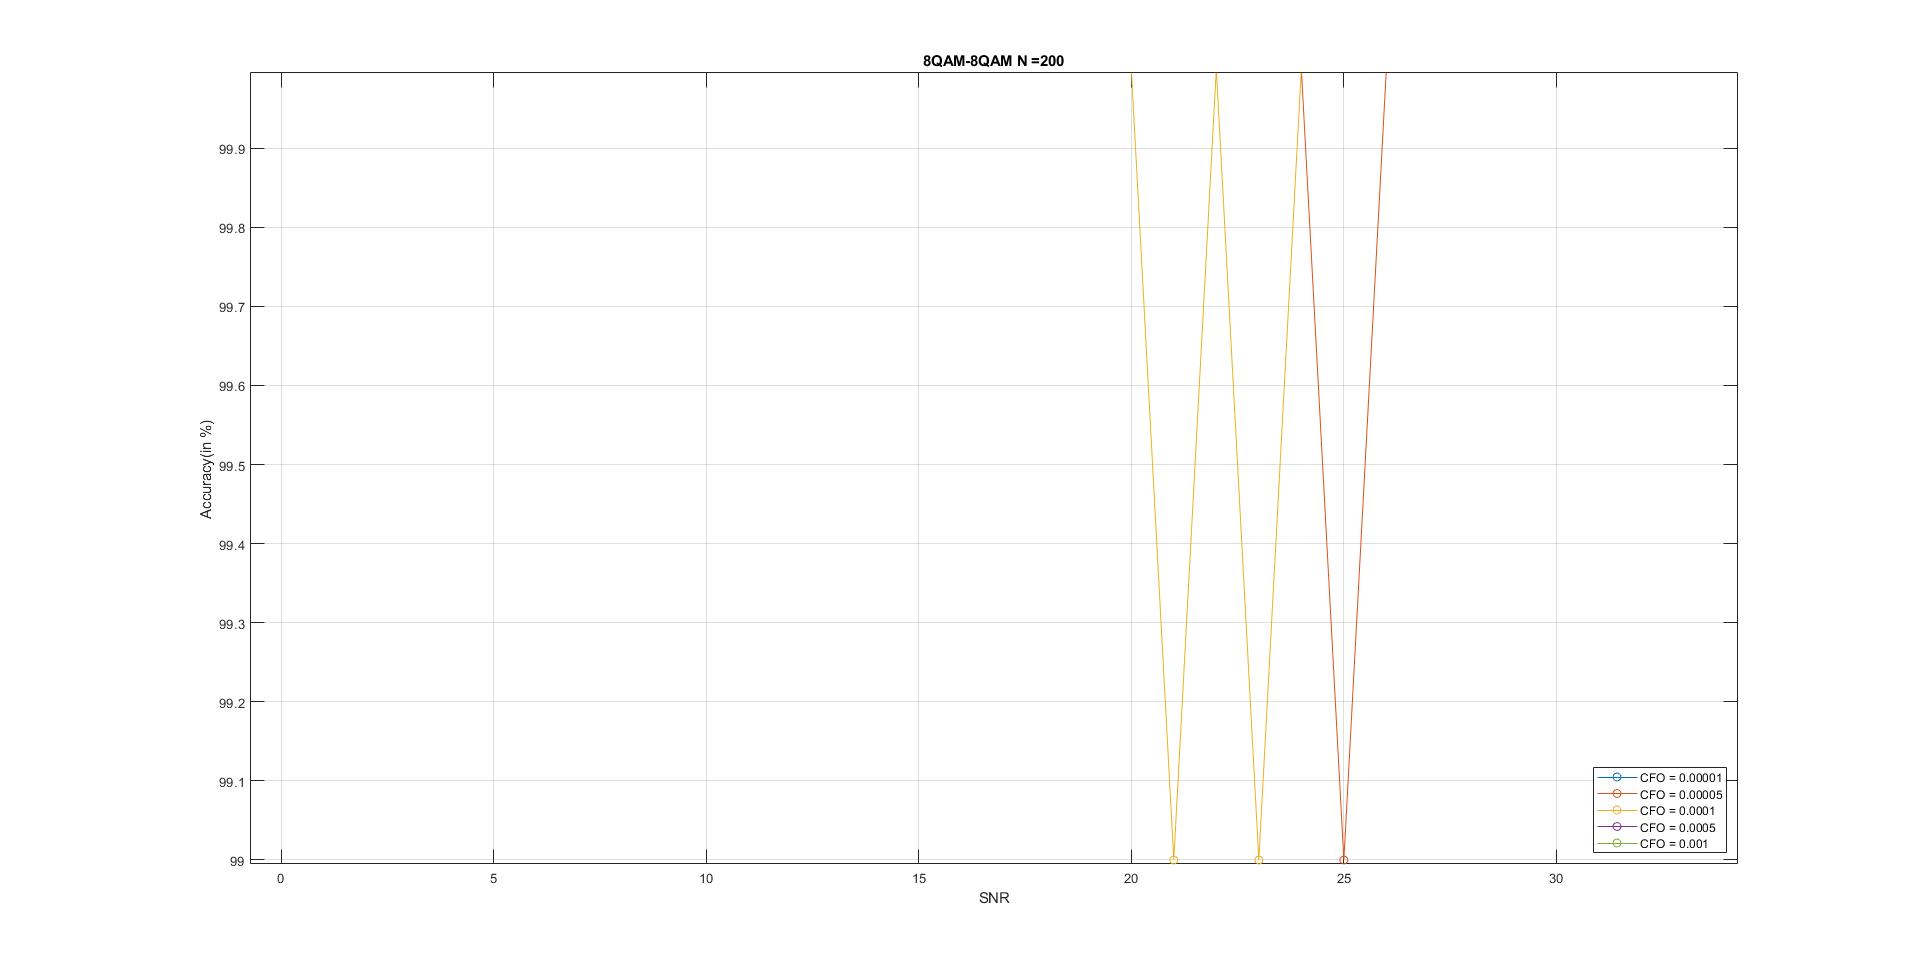 8QAM-8QAM N =200
99.9
99.8
99.7
99.6
99.5
99.4
99.3
99.2
99.1
99
Accuracy(in %)
0 5 10 15 20 25 30
SNR
CFO = 0.00001
CFO = 0.00005
CFO = 0.0001
CFO = 0.0005
CFO = 0.001